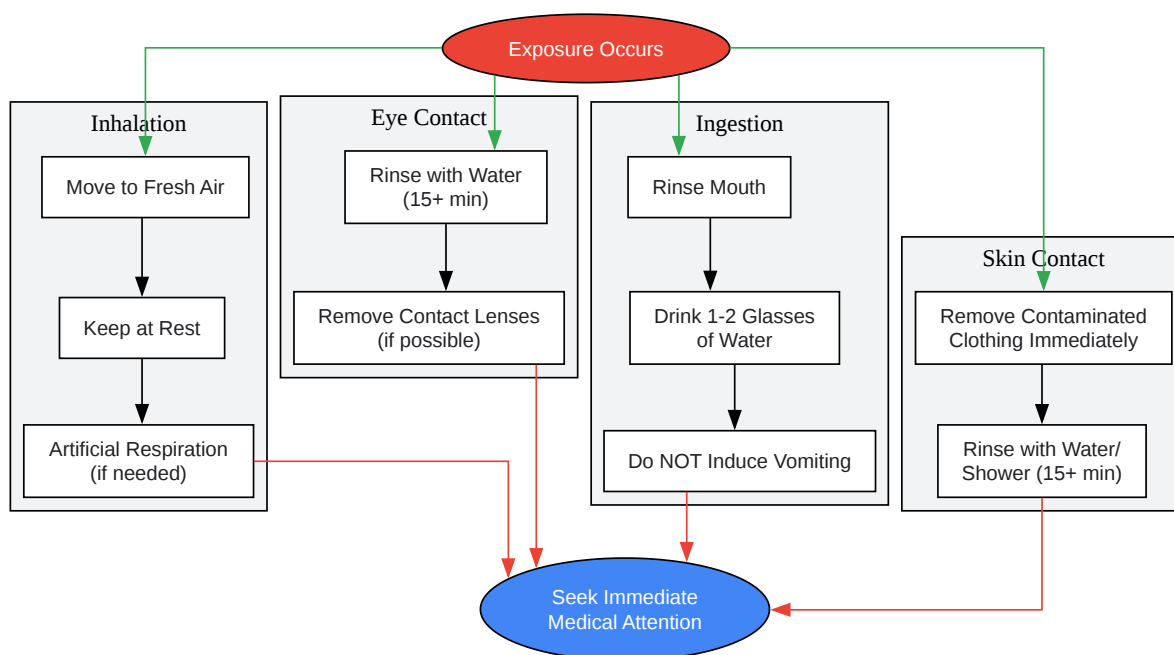 Exposure Occurs
Inhalation
Move to Fresh Air
Keep at Rest
Artificial Respiration
(if needed)
Eye Contact
Rinse with Water
(15+ min)
Remove Contact Lenses
(if possible)
Ingestion
Rinse Mouth
Drink 1-2 Glasses
of Water
Do NOT Induce Vomiting
Skin Contact
Remove Contaminated
Clothing Immediately
Rinse with Water/
Shower (15+ min)
Seek Immediate
Medical Attention